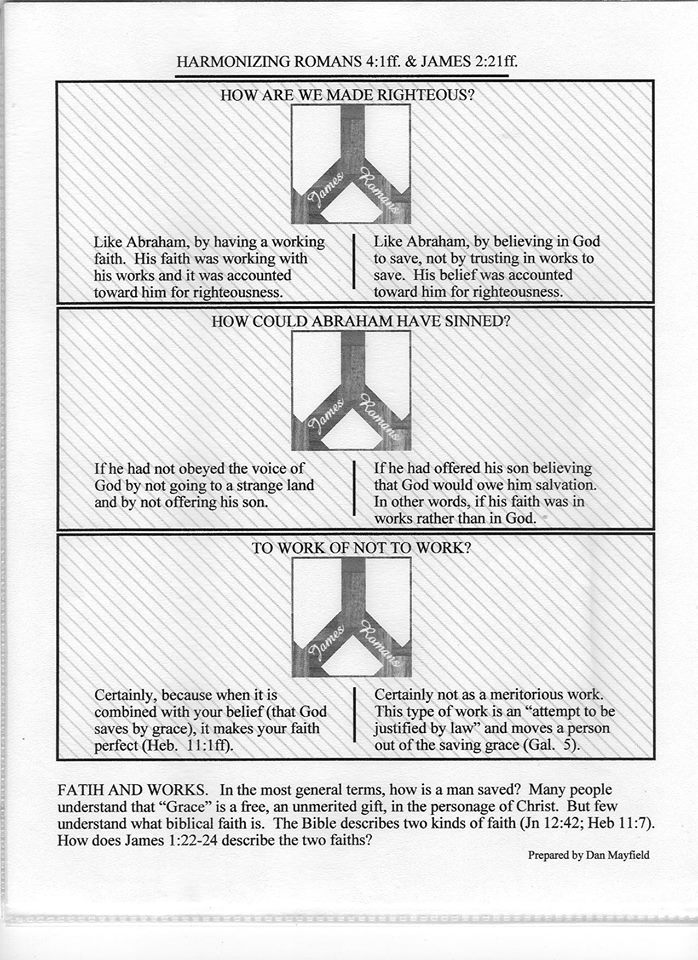 HARMONIZING ROMANS 4:1ff. & JAMES 2:21ff.
HOW ARE WE MADE RIGHTEOUS?
James Romans
Like Abraham, by having a working
faith. His faith was working with
his works and it was accounted
toward him for righteousness.
Like Abraham, by believing in God
to save, not by trusting in works to
save. His belief was accounted
toward him for righteousness.
HOW COULD ABRAHAM HAVE SINNED?
James Romans
If he had not obeyed the voice of
God by not going to a strange land
and by not offering his son.
If he had offered his son believing
that God would owe him salvation.
In other words, if his faith was in
works rather than in God.
TO WORK OF NOT TO WORK?
James Romans
Certainly, because when it is
combined with your belief (that God
saves by grace), it makes your faith
perfect (Heb. 11:1ff).
Certainly not as a meritorious work.
This type of work is an “attempt to be
justified by law” and moves a person
out of the saving grace (Gal. 5).
FATIH AND WORKS. In the most general terms, how is a man saved? Many people
understand that “Grace” is a free, an unmerited gift, in the personage of Christ. But few
understand what biblical faith is. The Bible describes two kinds of faith (Jn 12:42; Heb 11:7).
How does James 1:22-24 describe the two faiths?
Prepared by Dan Mayfield